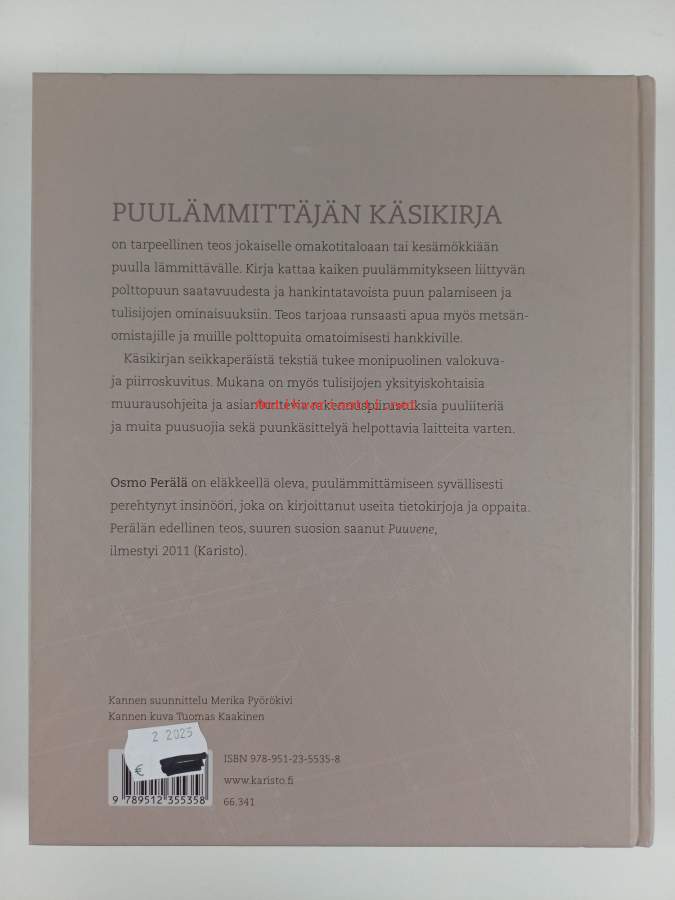 PUULÄMMITTÄJÄN KÄSIKIRJA
on tarpeellinen teos jokaiselle omakotitaloaan tai kesämökkiään
puulla lämmittävälle. Kirja kattaa kaiken puulämmitykseen liittyvän
polttopuun saatavuudesta ja hankintatavoista puun palamiseen ja
tulisijojen ominaisuuksiin. Teos tarjoaa runsaasti apua myös metsän-
omistajille ja muille polttopuita omatoimisesti hankkiville.
Käsikirjan seikkaperäistä tekstiä tukee monipuolinen valokuva-
ja piirroskuvitus. Mukana on myös tulisijojen yksityiskohtaisia
muurausohjeita ja puuliiteriä
ja muita puusuojia sekä puunkäsittelyä helpottavia laitteita varten.
Osmo Perälä on eläkkeellä oleva, puulämmittämiseen syvällisesti
perehtynyt insinööri, joka on kirjoittanut useita tietokirjoja ja oppaita.
Perälän edellinen teos, suuren suosion saanut Puuvene,
ilmestyi 2011 (Karisto).
Kannen suunnittelu Merika Pyörökivi
Kannen kuva Tuomas Kaakinen
2 2023
€
ISBN 978-951-23-5535-8
www.karisto.fi
9 789512 355358
66.341